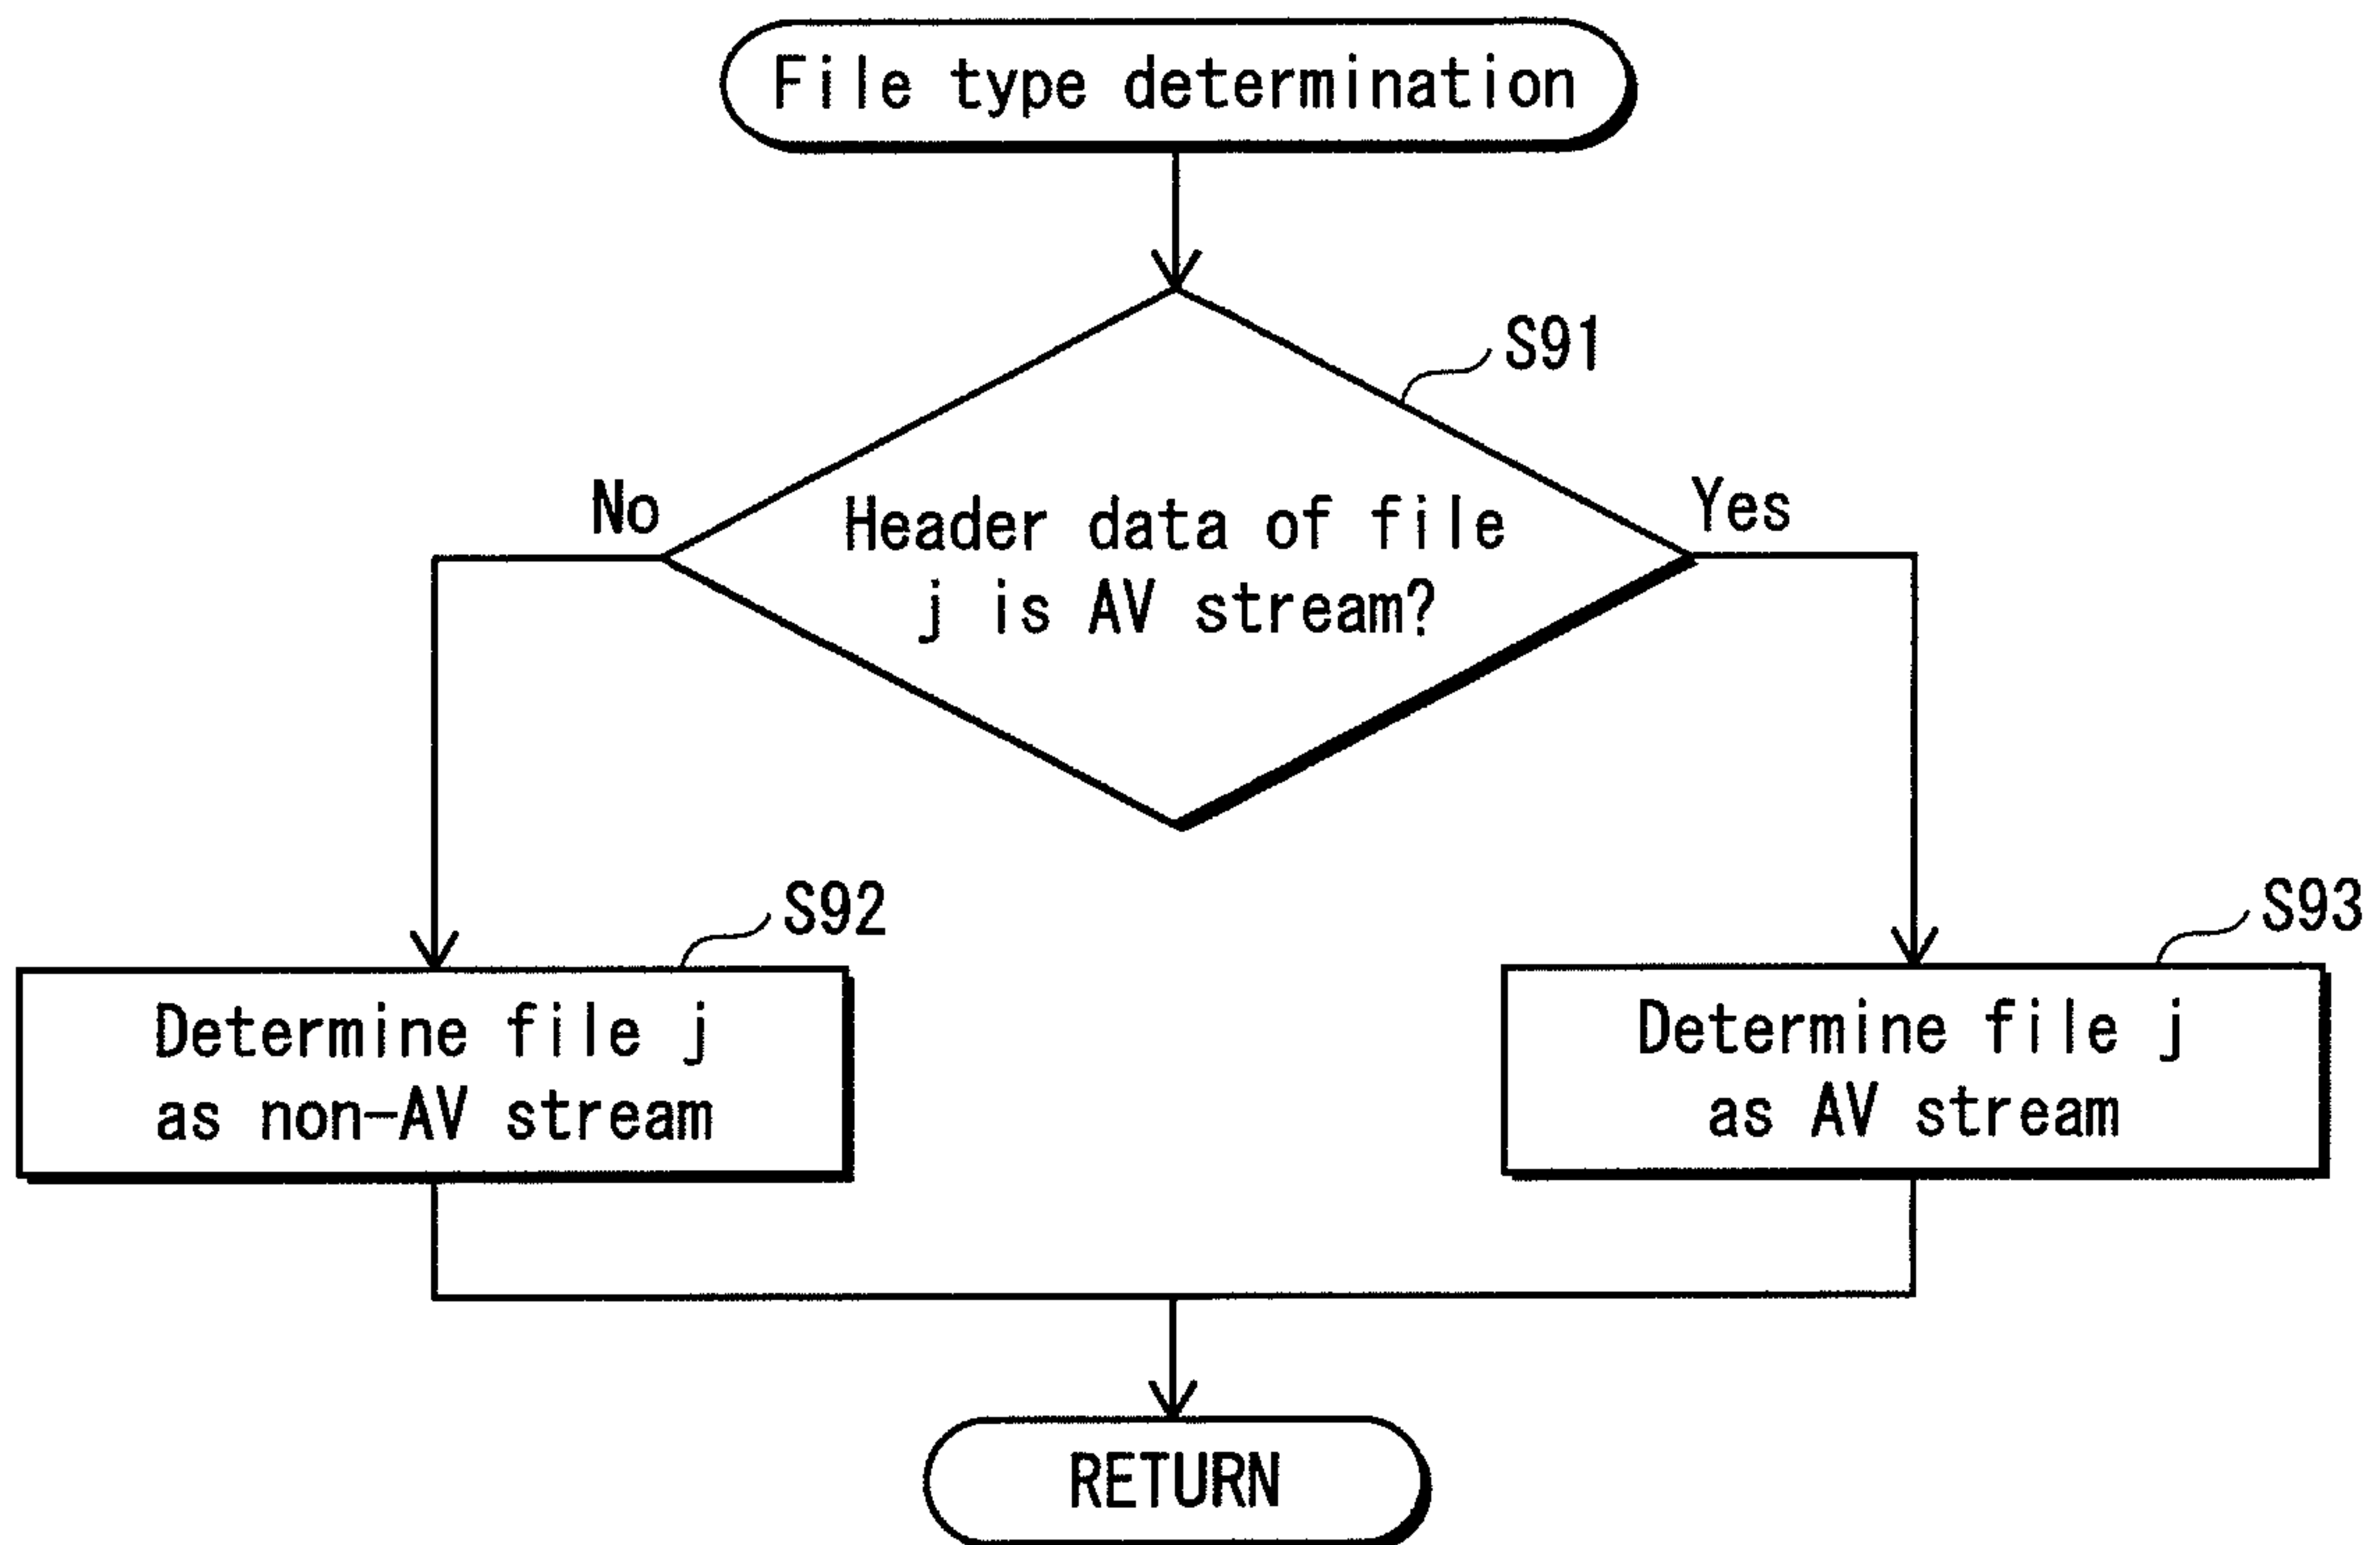 File type determination
S91
No
Yes
Header data of file
j is AV stream?
S92
S93
Determine file j
as non-AV stream
Determine file j
as AV stream
RETURN